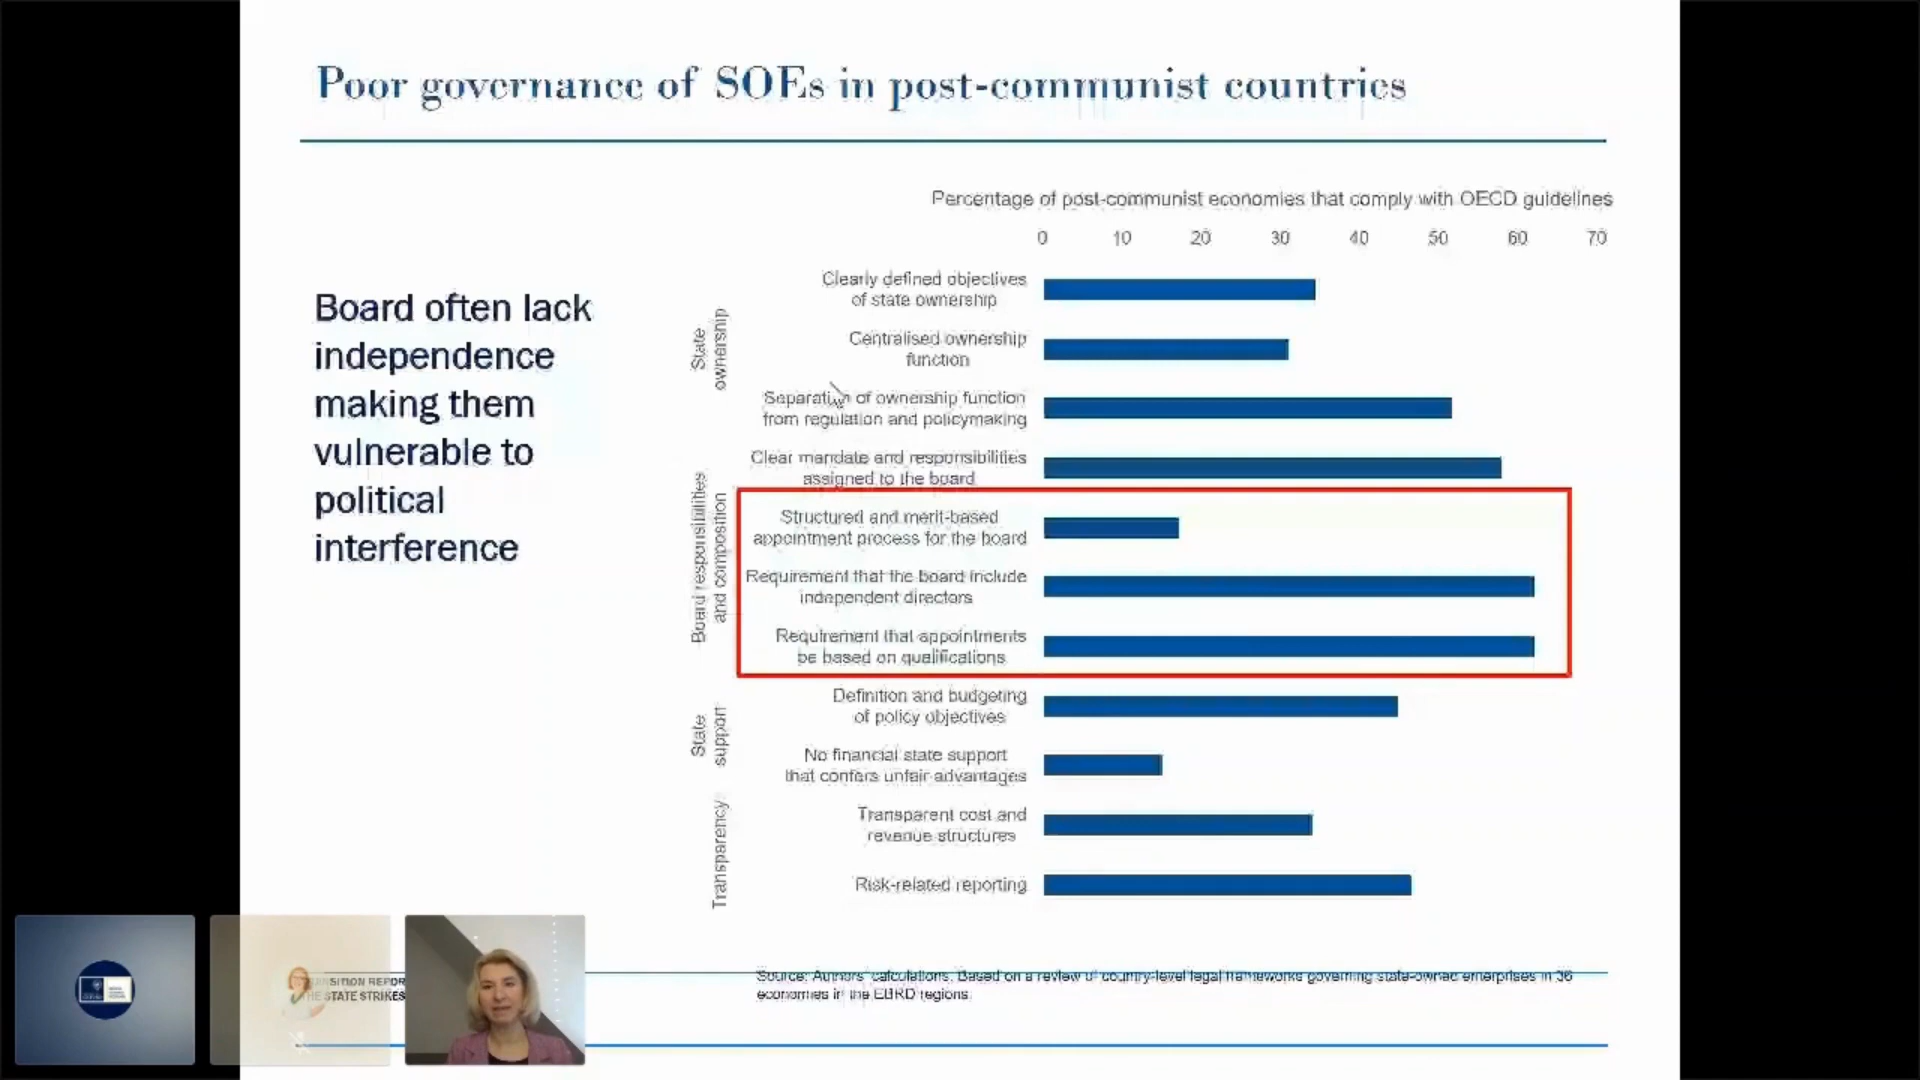 Poor governance of SOEs in post-communist countries
Board often lack
independence
making them
vulnerable to
political
interference
Percentage of post-communist economies that comply with OECD guidelines
0 10 20 30 40 50 60 70
State
ownership
Clearly defined objectives
of state ownership
Centralised ownership
function
Separation of ownership function
from regulation and policymaking
Board responsibilities
and composition
Clear mandate and responsibilities
assigned to the board
Structured and merit-based
appointment process for the board
Requirement that the board include
independent directors
Requirement that appointments
be based on qualifications
State
support
Definition and budgeting
of policy objectives
No financial state support
that confers unfair advantages
Transparency
Transparent cost and
revenue structures
Risk-related reporting
SITION REPOR
THE STATE STRIKES
Source: Authors' calculations. Based on a review of country-level legal frameworks governing state-owned enterprises in 36
economies in the EBRD regions.